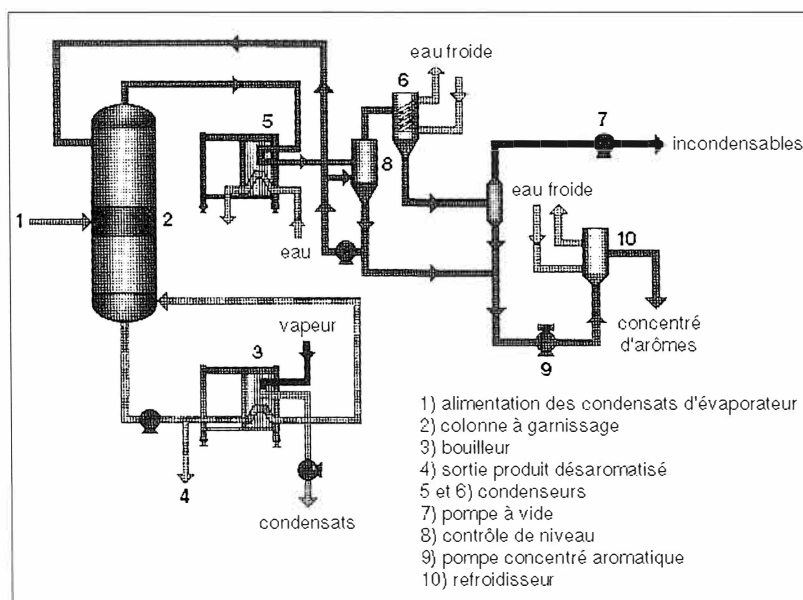 eau froide
6
7
5
incondensables
8
eau froide
1
2
10
eau
vapeur
concentré
d'arômes
3
9
4
condensats
1) alimentation des condensats d'évaporateur
2) colonne à garnissage
3) bouilleur
4) sortie produit désaromatisé
5 et 6) condenseurs
7) pompe à vide
8) contrôle de niveau
9) pompe concentré aromatique
10) refroidisseur